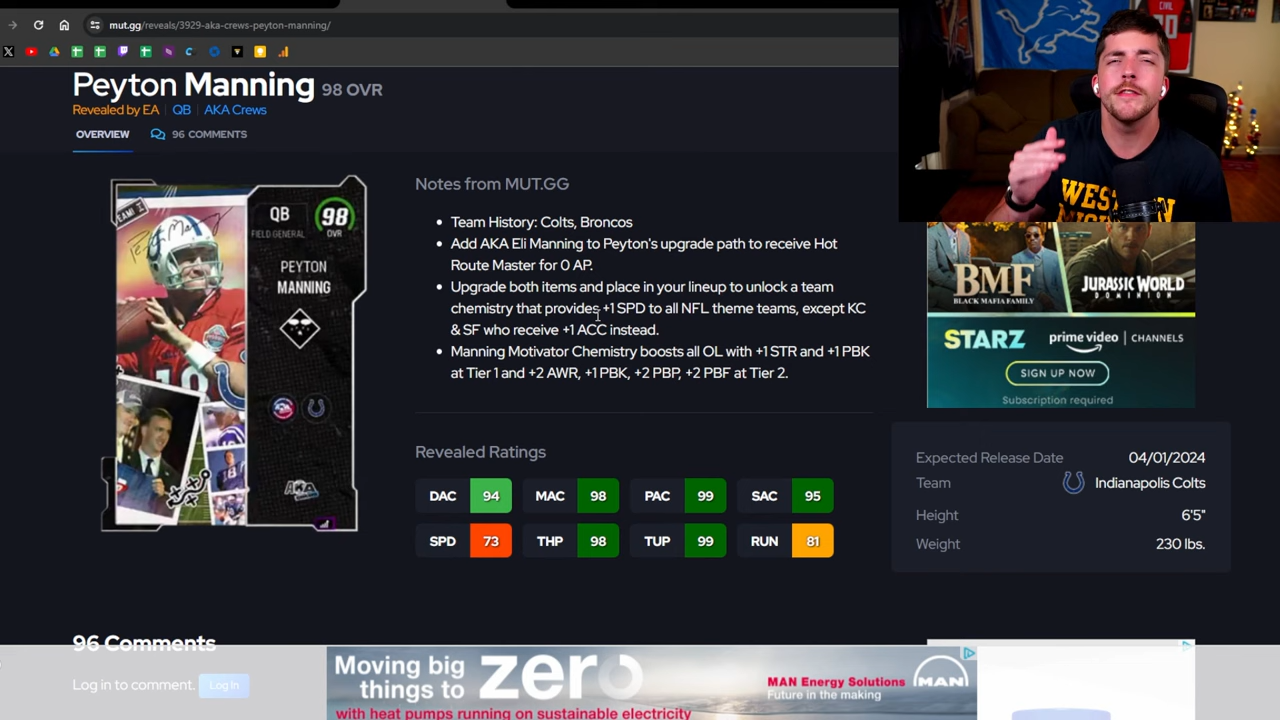 mut.gg/reveals/3929-aka-crews-peyton-manning/
Peyton Manning 98 OVR
Revealed by EA QB AKA Crews
OVERVIEW 96 COMMENTS
TEAM!
QB 98
FIELD GENERAL OVR
PEYTON
MANNING
AKA
Notes from MUT.GG
Team History: Colts, Broncos
Add AKA Eli Manning to Peyton's upgrade path to receive Hot
Route Master for 0 AP.
Upgrade both items and place in your lineup to unlock a team
chemistry that provides +1 SPD to all NFL theme teams, except KC
& SF who receive +1 ACC instead.
Manning Motivator Chemistry boosts all OL with +1 STR and +1 PBK
at Tier 1 and +2 AWR, +1 PBK, +2 PBP, +2 PBF at Tier 2.
Revealed Ratings
DAC 94 MAC 98 PAC 99 SAC 95
SPD 73 THP 98 TUP 99 RUN 81
WESTERN
BMF
BLACK MAFIA FAMILY
JURASSIC WORLD
DOMINION
STARZ prime video CHANNELS
SIGN UP NOW
Subscription required
Expected Release Date 04/01/2024
Team Indianapolis Colts
Height 6'5"
Weight 230 lbs.
96 Comments
Log in to comment. Log In
Moving big
things to zero
with heat pumps running on sustainable electricity
MAN Energy Solutions
Future in the making
MAN